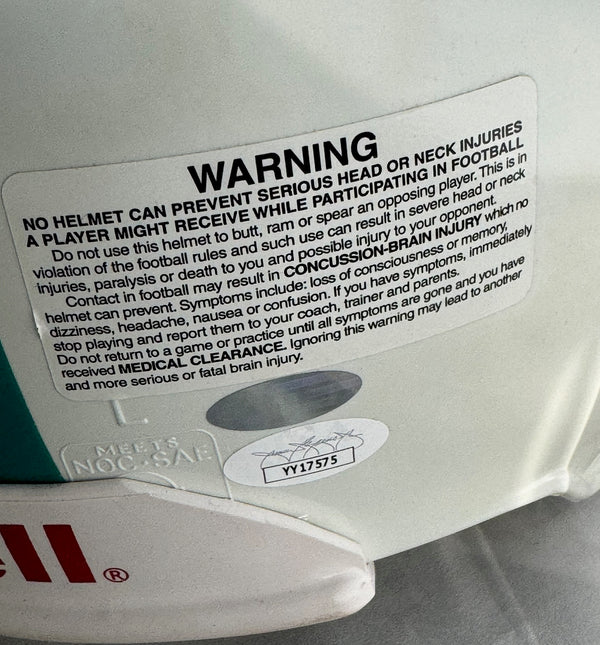 WARNING
NO HELMET CAN PREVENT SERIOUS HEAD OR NECK INJURIES
A PLAYER MIGHT RECEIVE WHILE PARTICIPATING IN FOOTBALL
Do not use this helmet to butt, ram or spear an opposing player. This is in
violation of the football rules and such use can result in severe head or neck
injuries, paralysis or death to you and possible injury to your opponent.
Contact in football may result in CONCUSSION-BRAIN INJURY which no
helmet can prevent. Symptoms include: loss of consciousness or memory,
dizziness, headache, nausea or confusion. If you have symptoms, immediately
stop playing and report them to your coach, trainer and parents.
Do not return to a game or practice until all symptoms are gone and you have
received MEDICAL CLEARANCE. Ignoring this warning may lead to another
and more serious or fatal brain injury.
L
MEETS
NOC·SAE
YY17575
ll®